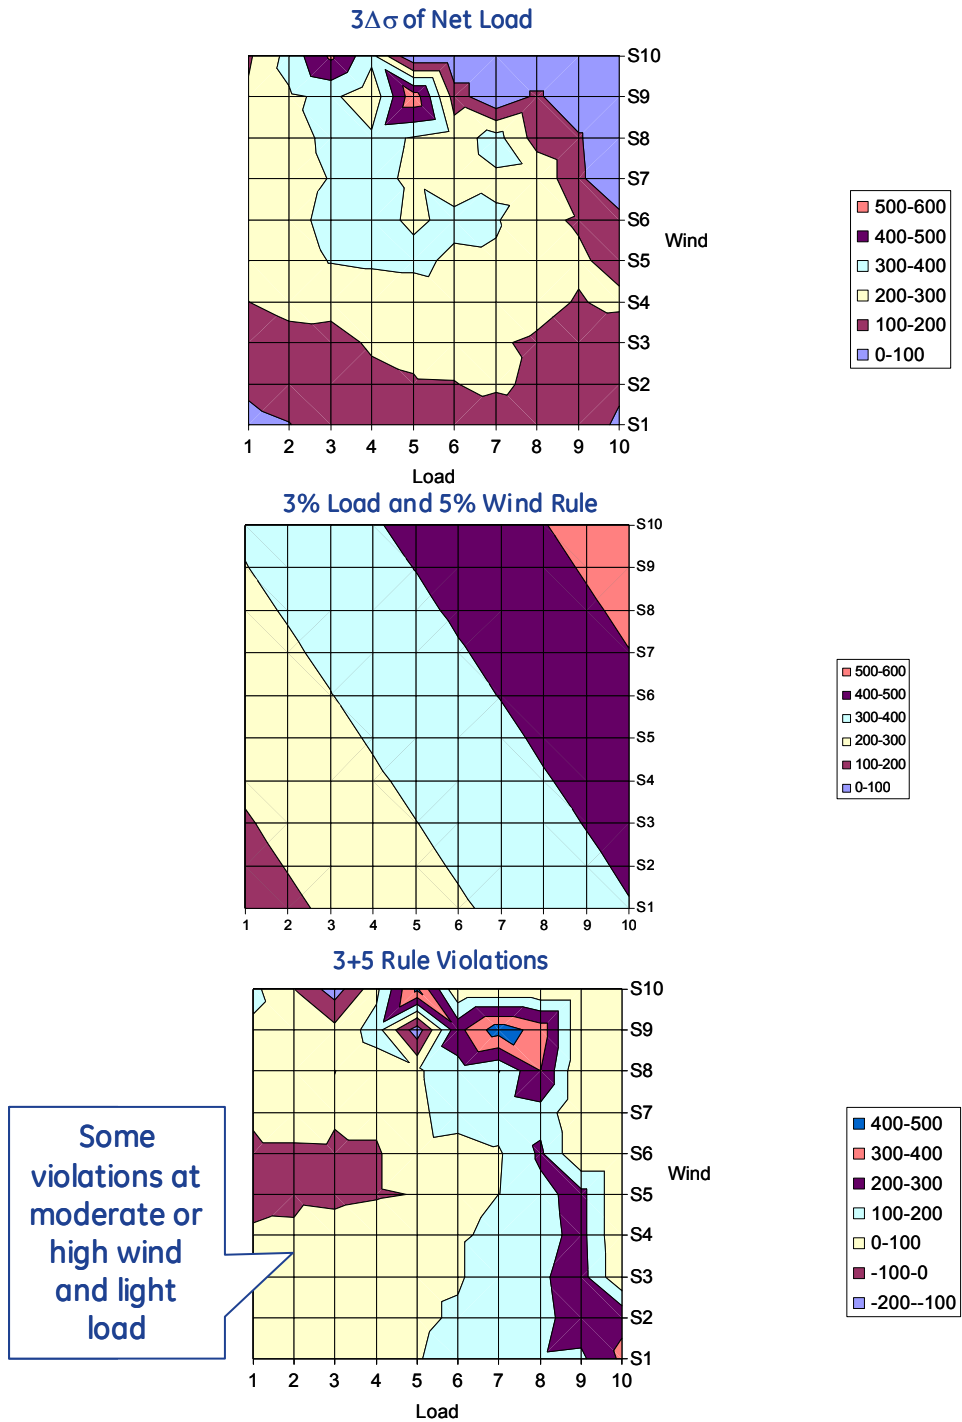 3Δσ of Net Load
S10
S9
S8
S7
S6
S5
S4
S3
S2
S1
Wind
500-600
400-500
300-400
200-300
100-200
0-100
1 2 3 4 5 6 7 8 9 10
Load
3% Load and 5% Wind Rule
S10
S9
S8
S7
S6
S5
S4
S3
S2
S1
500-600
400-500
300-400
200-300
100-200
0-100
1 2 3 4 5 6 7 8 9 10
3+5 Rule Violations
S10
S9
S8
S7
S6
S5
S4
S3
S2
S1
Wind
400-500
300-400
200-300
100-200
0-100
-100-0
-200--100
1 2 3 4 5 6 7 8 9 10
Load
Some
violations at
moderate or
high wind
and light
load